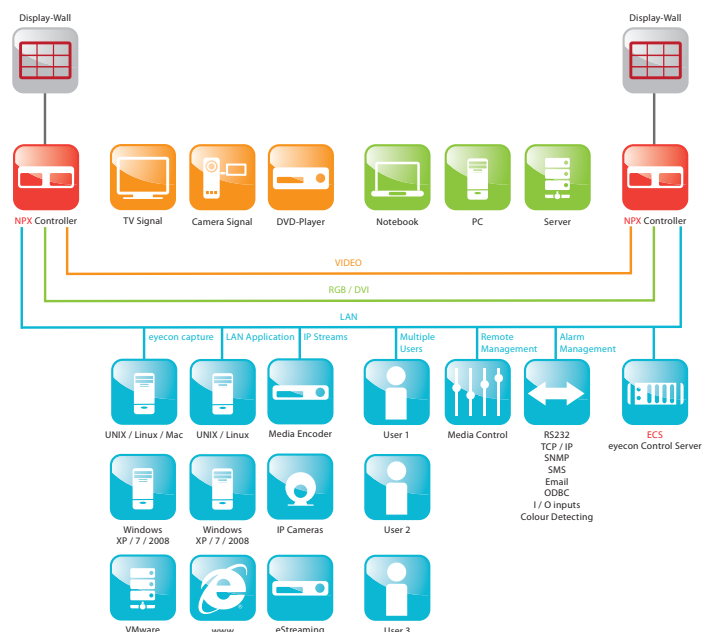 Display-Wall
Display-Wall
NPX Controller
TV Signal
Camera Signal
DVD-Player
Notebook
PC
Server
NPX Controller
VIDEO
RGB / DVI
LAN
eyecon capture
LAN Application
IP Streams
Multiple
Users
Remote
Management
Alarm
Management
UNIX / Linux / Mac
UNIX / Linux
Media Encoder
User 1
Media Control
RS232
TCP / IP
SNMP
SMS
Email
ODBC
I / O inputs
Colour Detecting
ECS
eyecon Control Server
Windows
XP / 7 / 2008
Windows
XP / 7 / 2008
IP Cameras
User 2
VMware
www
eStreaming
User 3